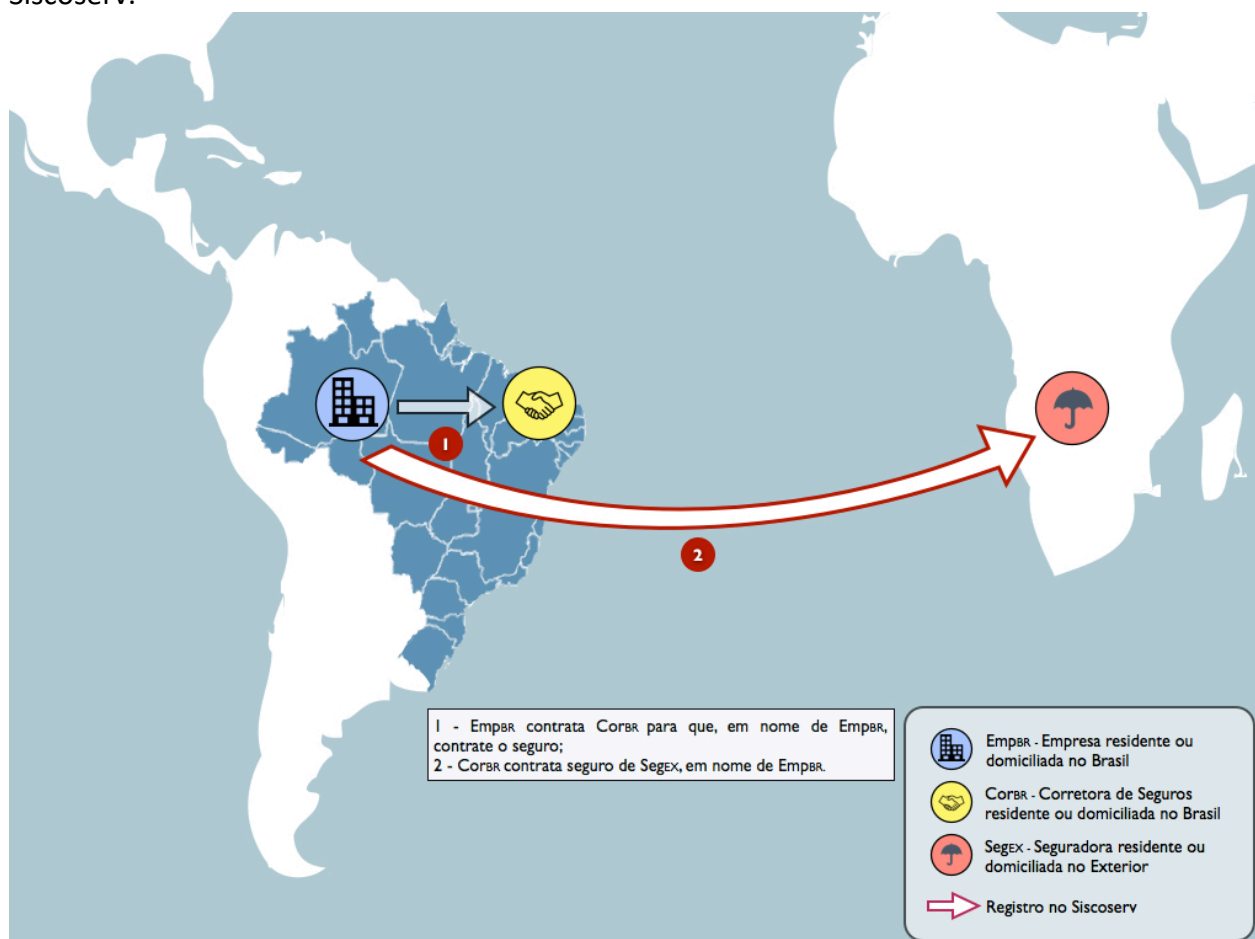 Siscoserv.
1
2
1 - EmpBR contrata CorBR para que, em nome de EmpBR,
contrate o seguro;
2 - CorBR contrata seguro de SegEX, em nome de EmpBR.
EmpBR - Empresa residente ou
domiciliada no Brasil
CorBR - Corretora de Seguros
residente ou domiciliada no Brasil
SegEX - Seguradora residente ou
domiciliada no Exterior
Registro no Siscoserv